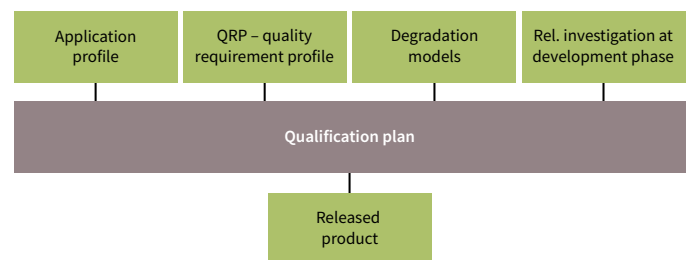 Application
profile
QRP – quality
requirement profile
Degradation
models
Rel. investigation at
development phase
Qualification plan
Released
product